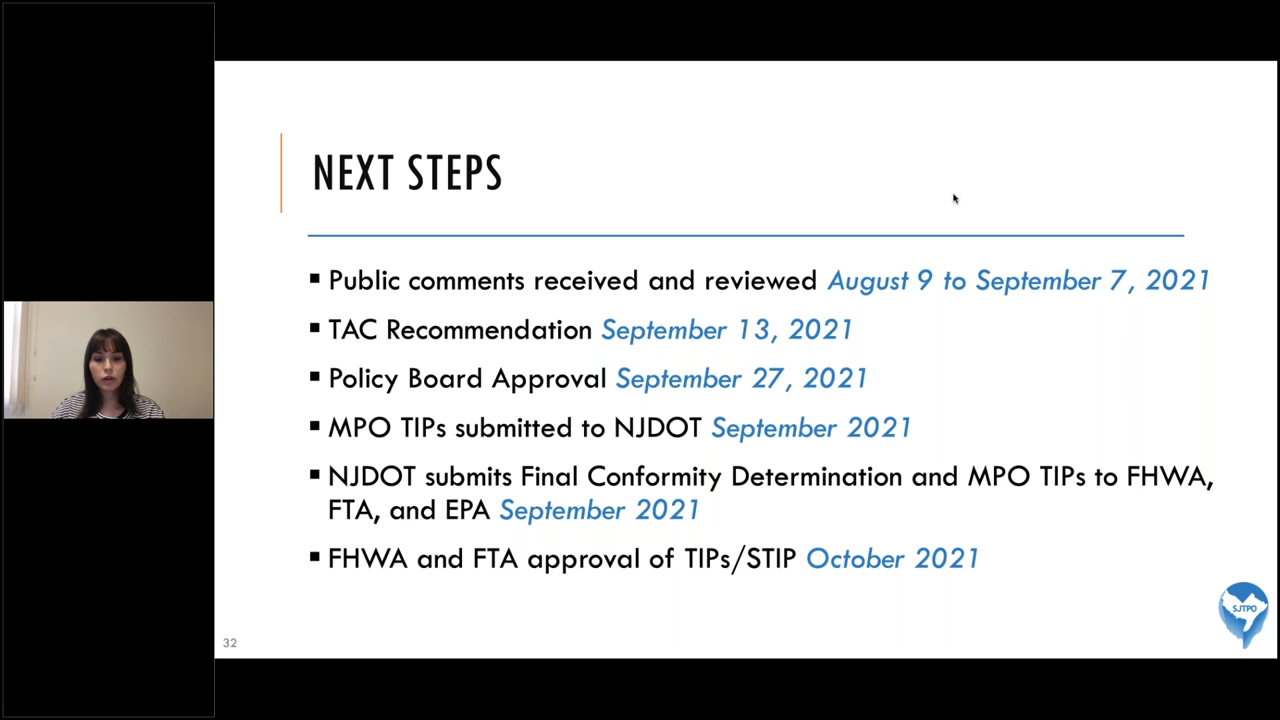 NEXT STEPS
▪ Public comments received and reviewed August 9 to September 7, 2021
▪ TAC Recommendation September 13, 2021
▪ Policy Board Approval September 27, 2021
▪ MPO TIPs submitted to NJDOT September 2021
▪ NJDOT submits Final Conformity Determination and MPO TIPs to FHWA,
FTA, and EPA September 2021
▪ FHWA and FTA approval of TIPs/STIP October 2021
SJTPO
32